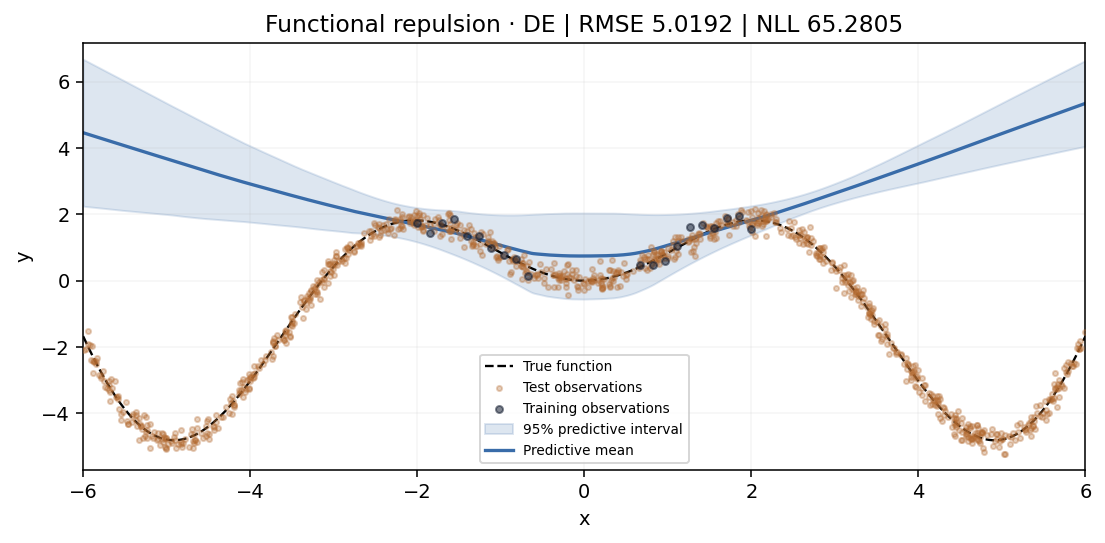 Functional repulsion · DE | RMSE 5.0192 | NLL 65.2805
6
4
2
0
−2
−4
y
True function
Test observations
Training observations
95% predictive interval
Predictive mean
−6
−4
−2
0
2
4
6
x